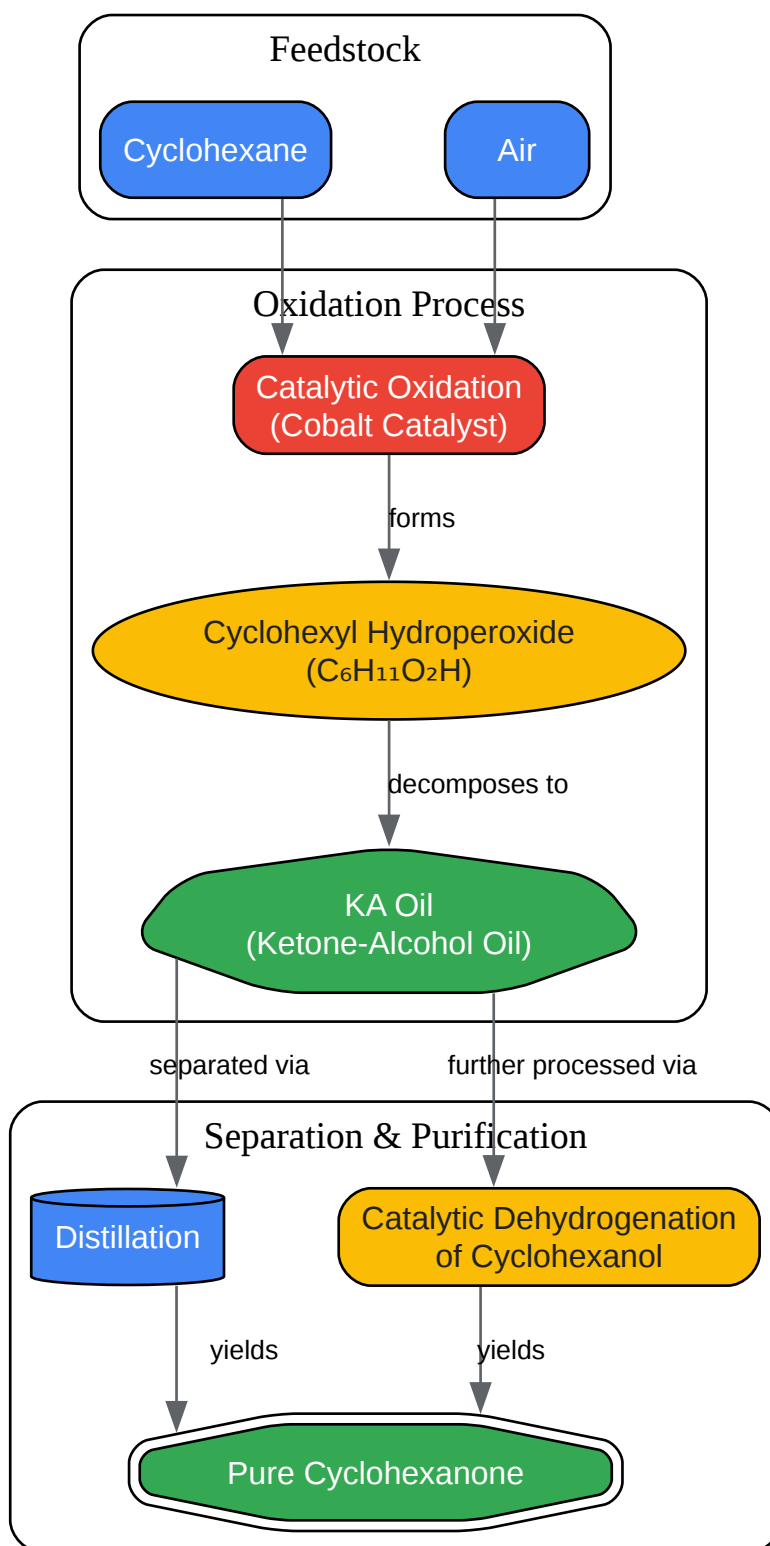 Feedstock
Cyclohexane
Air
Oxidation Process
Catalytic Oxidation
(Cobalt Catalyst)
forms
Cyclohexyl Hydroperoxide
(C₆H₁₁O₂H)
decomposes to
KA Oil
(Ketone-Alcohol Oil)
separated via
further processed via
Separation & Purification
Distillation
Catalytic Dehydrogenation
of Cyclohexanol
yields
yields
Pure Cyclohexanone